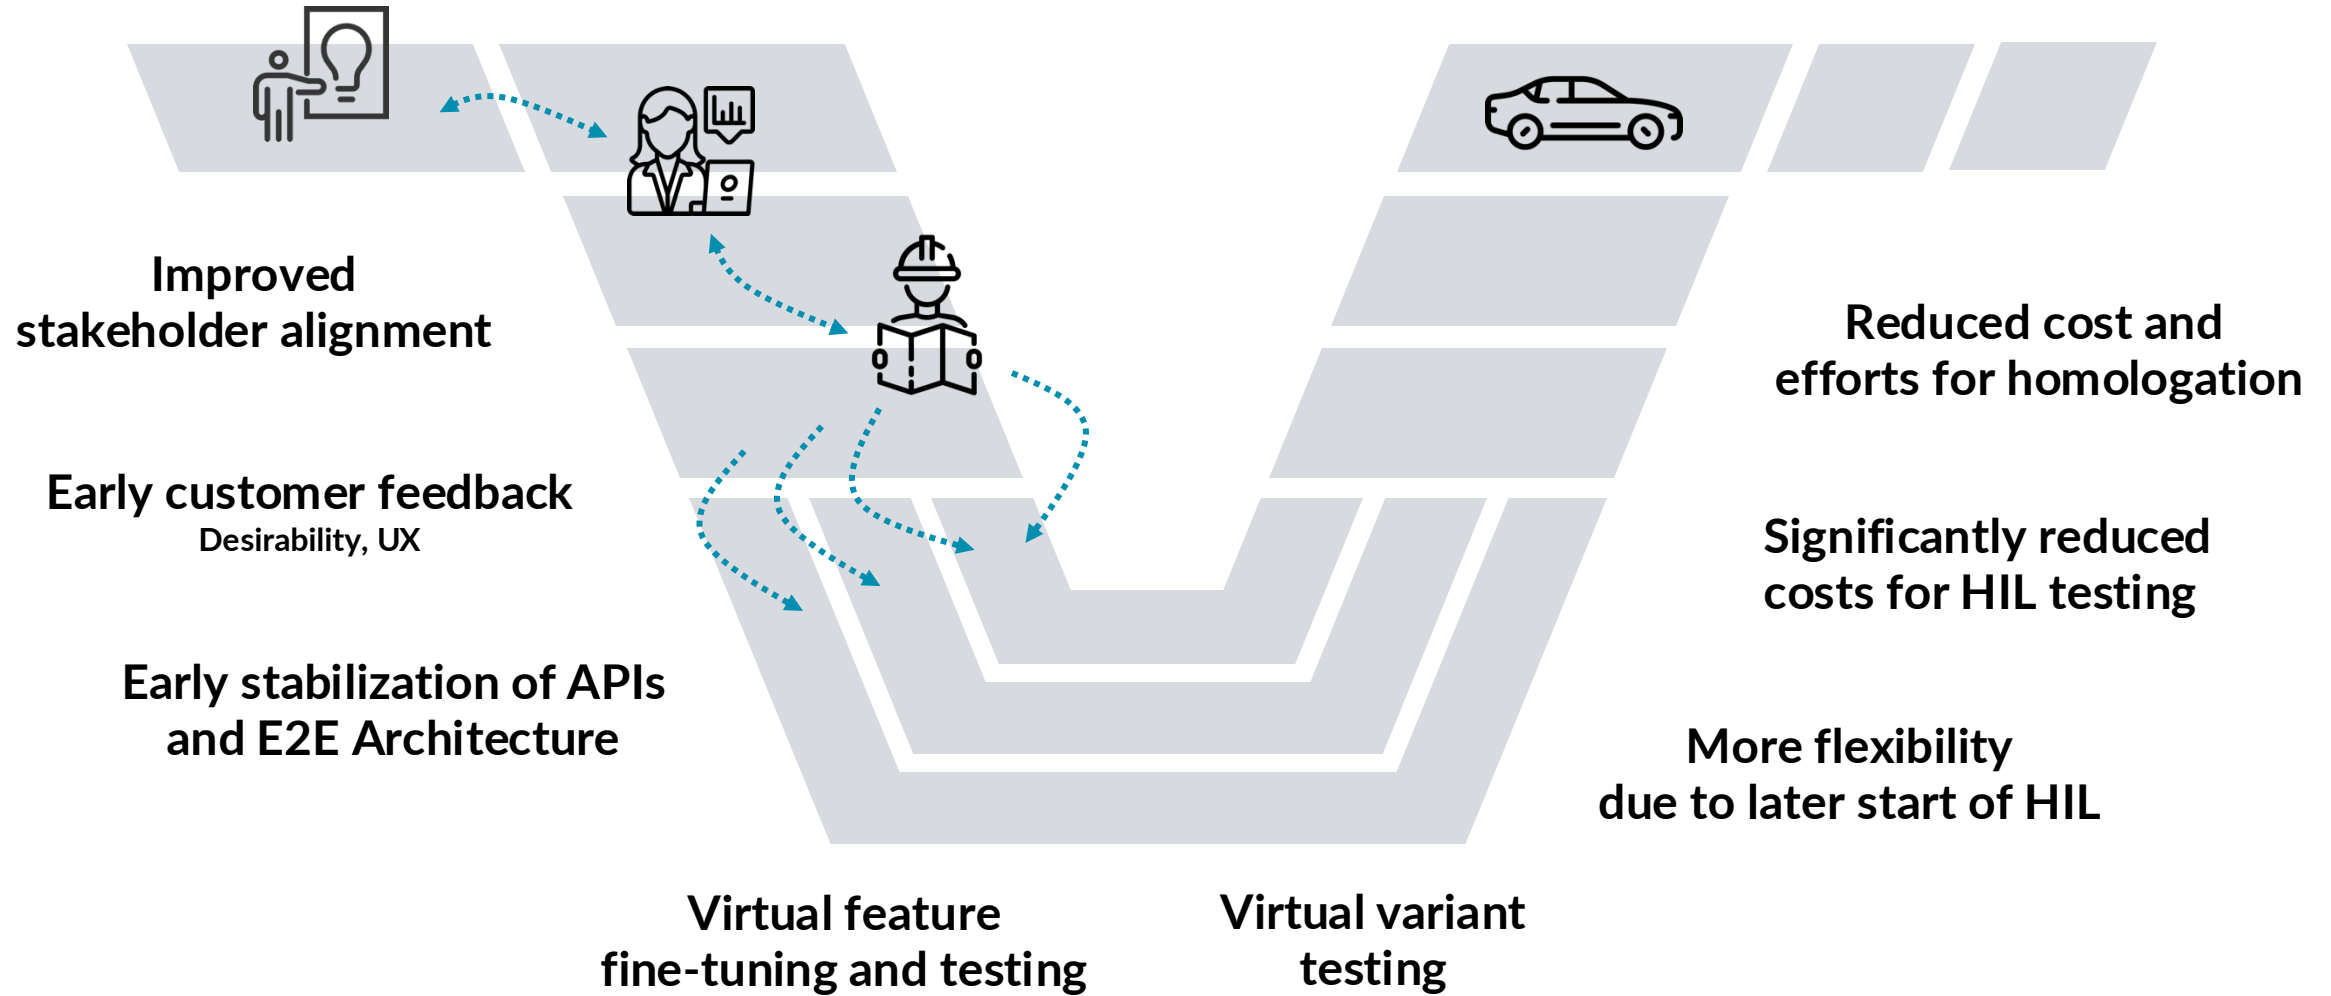 Improved
stakeholder alignment
Early customer feedback
Desirability, UX
Early stabilization of APIs
and E2E Architecture
Virtual feature
fine-tuning and testing
Virtual variant
testing
More flexibility
due to later start of HIL
Significantly reduced
costs for HIL testing
Reduced cost and
efforts for homologation